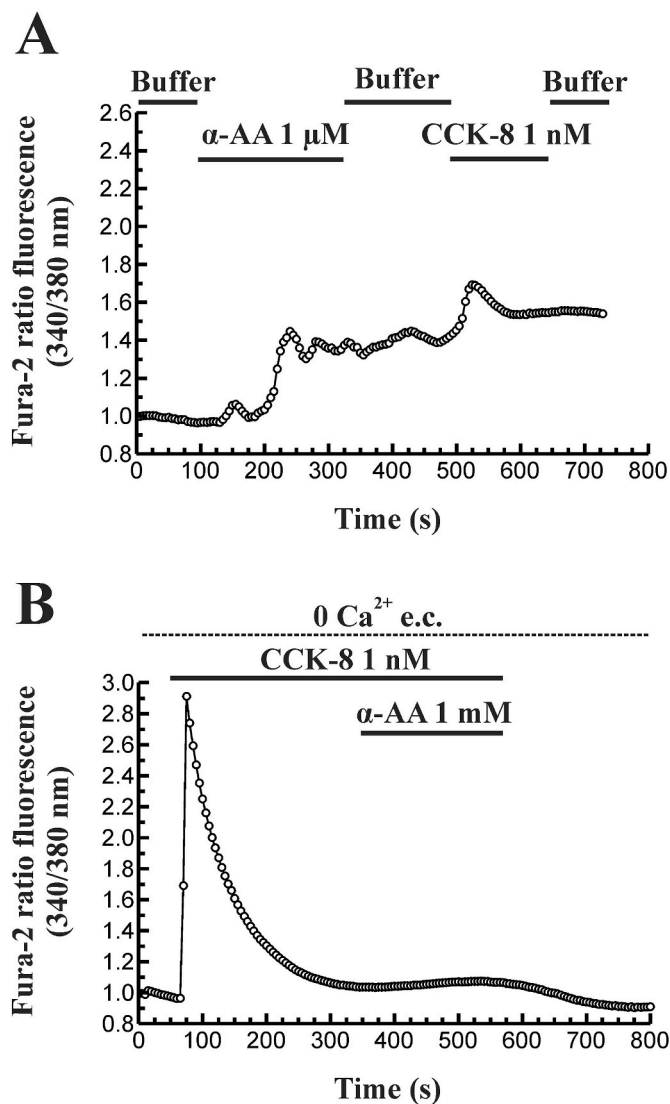 A
Buffer Buffer Buffer
α-AA 1 μM CCK-8 1 nM
Fura-2 ratio fluorescence
(340/380 nm)
2.6
2.4
2.2
2.0
1.8
1.6
1.4
1.2
1.0
0.8
0 100 200 300 400 500 600 700 800
Time (s)
B
0 Ca²⁺ e.c.
CCK-8 1 nM
α-AA 1 mM
Fura-2 ratio fluorescence
(340/380 nm)
3.0
2.8
2.6
2.4
2.2
2.0
1.8
1.6
1.4
1.2
1.0
0.8
0 100 200 300 400 500 600 700 800
Time (s)